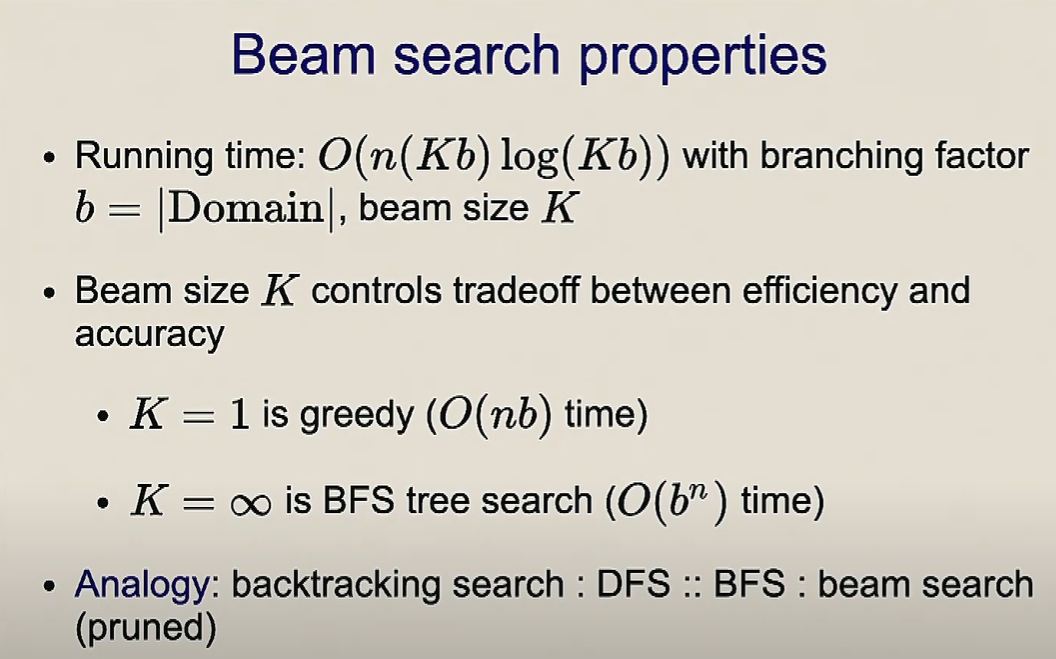 Beam search properties
• Running time: O(n(Kb) log(Kb)) with branching factor
b = |Domain|, beam size K
• Beam size K controls tradeoff between efficiency and
accuracy
• K = 1 is greedy (O(nb) time)
• K = ∞ is BFS tree search (O(bⁿ) time)
• Analogy: backtracking search : DFS :: BFS : beam search
(pruned)